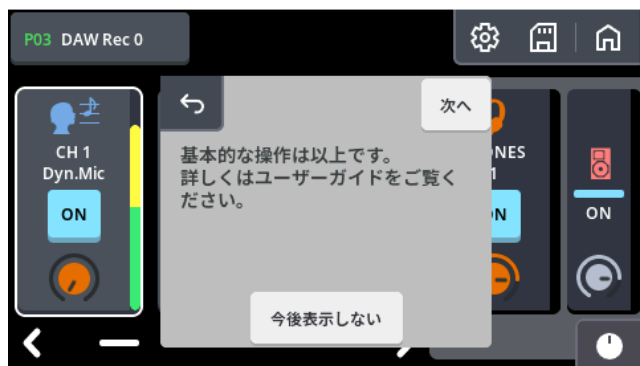 P03 DAW Rec 0
次へ
基本的な操作は以上です。
詳しくはユーザーガイドをご覧く
ださい。
今後表示しない
CH 1
Dyn.Mic
ON
NES
1
N
ON